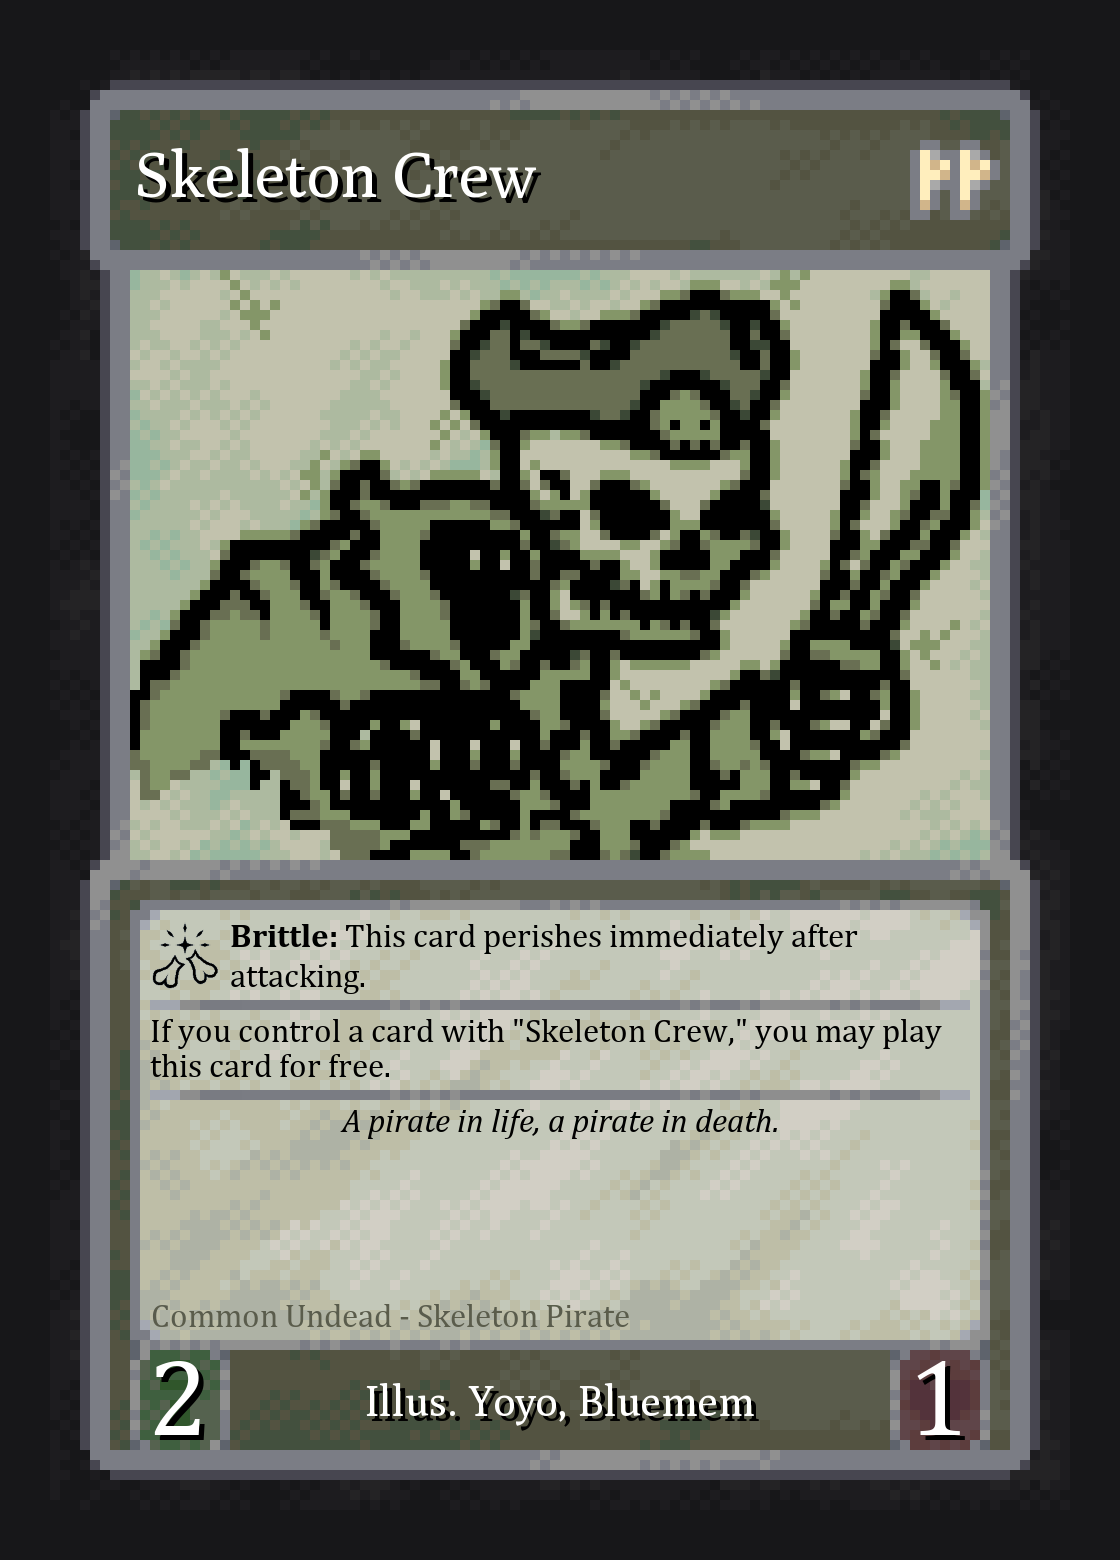 Skeleton Crew
Brittle: This card perishes immediately after
attacking.
If you control a card with "Skeleton Crew," you may play
this card for free.
A pirate in life, a pirate in death.
Common Undead - Skeleton Pirate
2
Illus. Yoyo, Bluemem
1